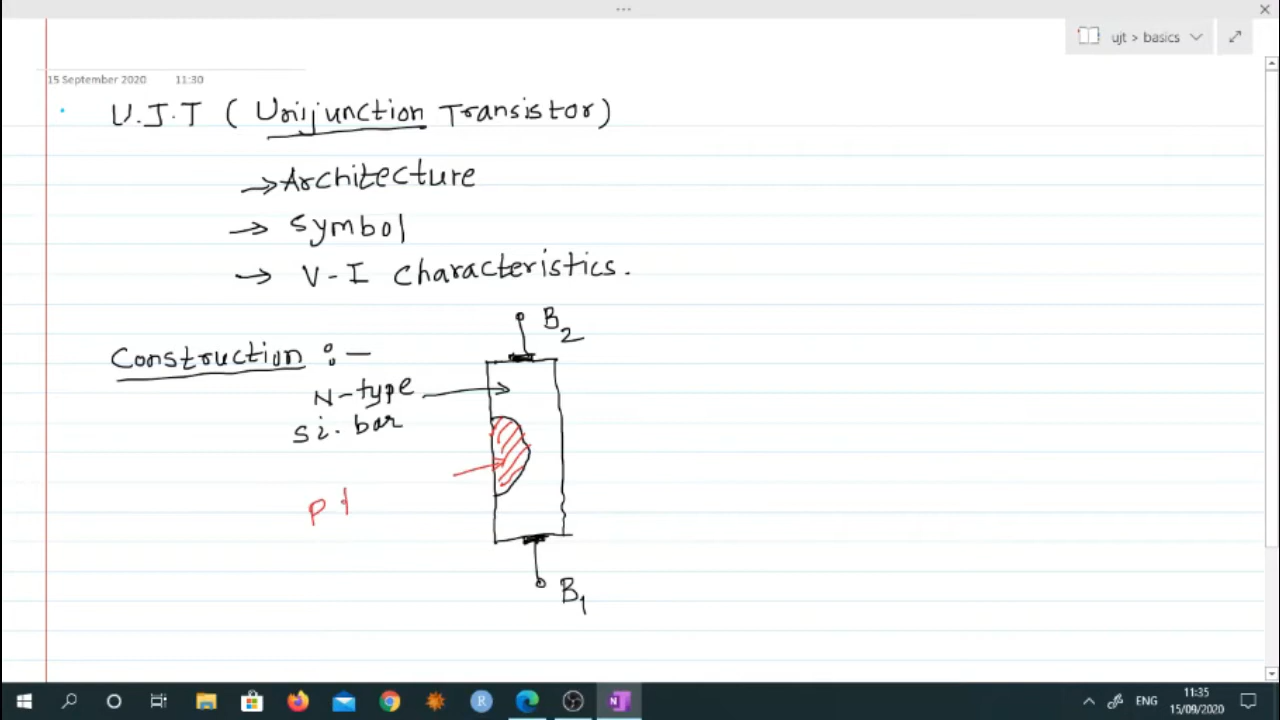 ujt > basics
15 September 2020 11:30
U.J.T ( Unijunction Transistor)
→ Architecture
→ Symbol
→ V-I characteristics.
B2
Construction :-
N-type
Si. bar
P
B1
ENG
11:35
15/09/2020